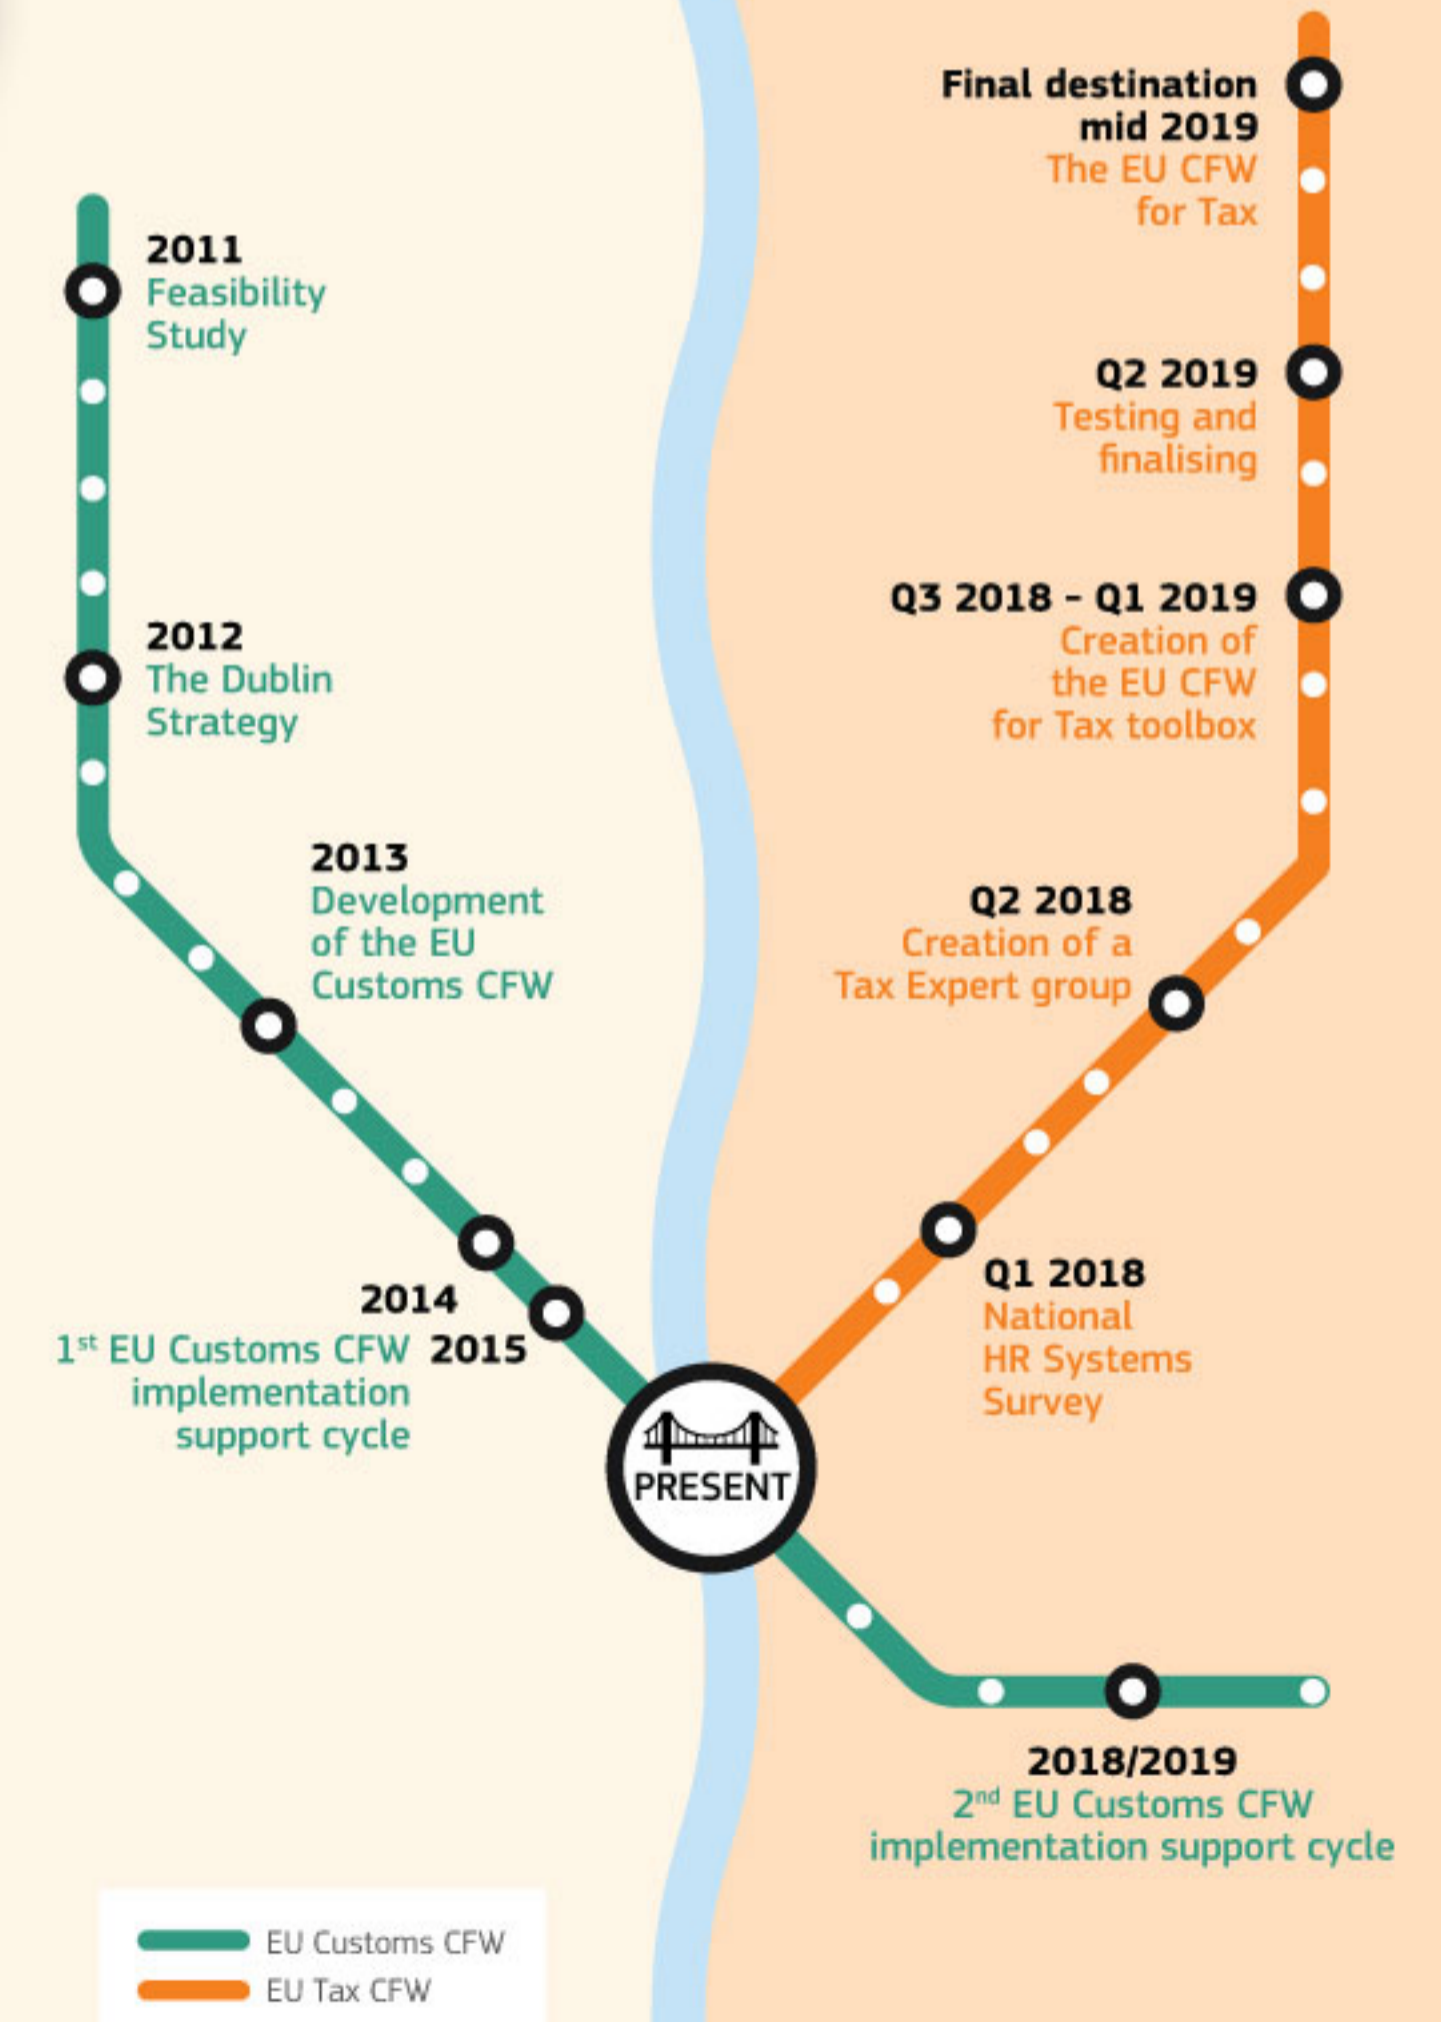 2011
Feasibility
Study
2012
The Dublin
Strategy
2013
Development
of the EU
Customs CFW
2014
2015
1st EU Customs CFW
implementation
support cycle
PRESENT
Final destination
mid 2019
The EU CFW
for Tax
Q2 2019
Testing and
finalising
Q3 2018 - Q1 2019
Creation of
the EU CFW
for Tax toolbox
Q2 2018
Creation of a
Tax Expert group
Q1 2018
National
HR Systems
Survey
2018/2019
2nd EU Customs CFW
implementation support cycle
EU Customs CFW
EU Tax CFW